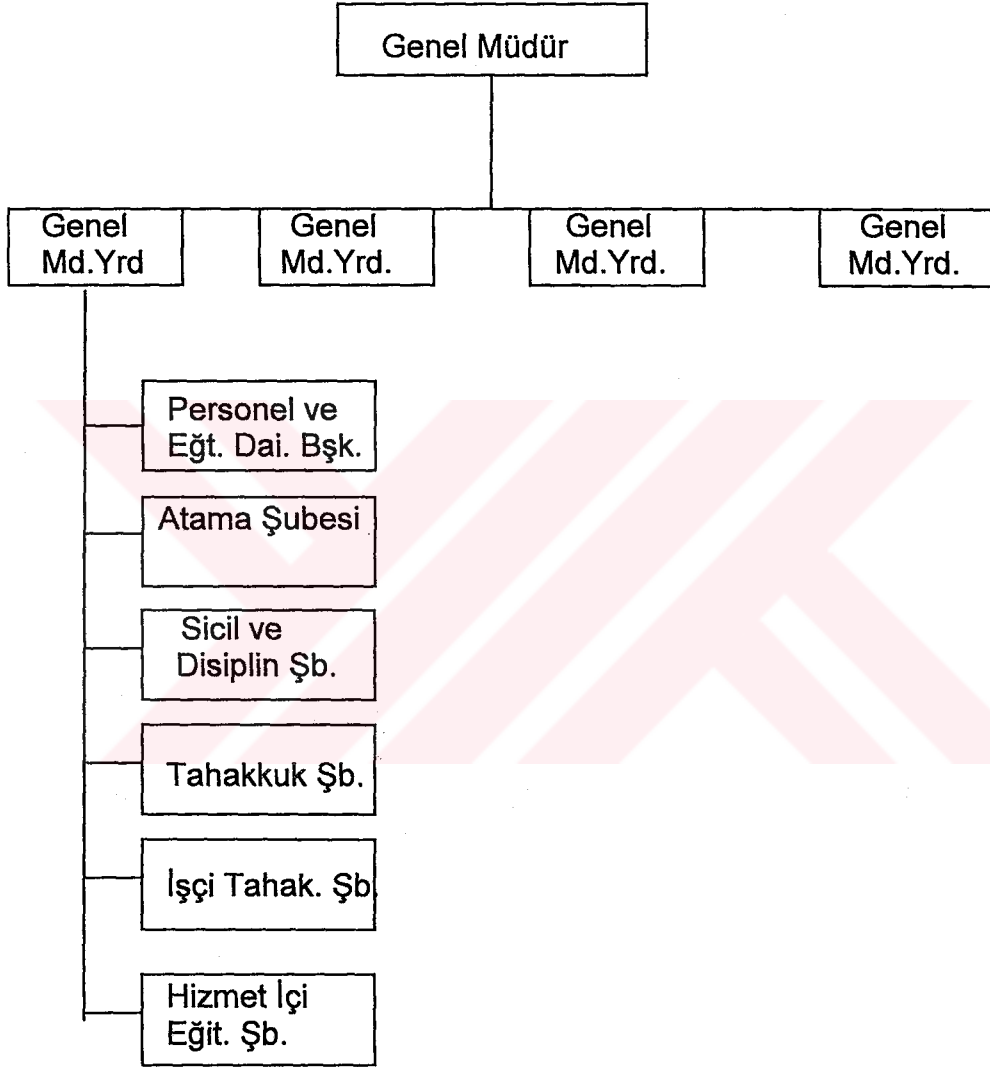 Genel Müdür
Genel
Md.Yrd
Genel
Md.Yrd.
Genel
Md.Yrd.
Genel
Md.Yrd.
Personel ve
Eğt. Dai. Bşk.
Atama Şubesi
Sicil ve
Disiplin Şb.
Tahakkuk Şb.
İşçi Tahak. Şb.
Hizmet İçi
Eğit. Şb.